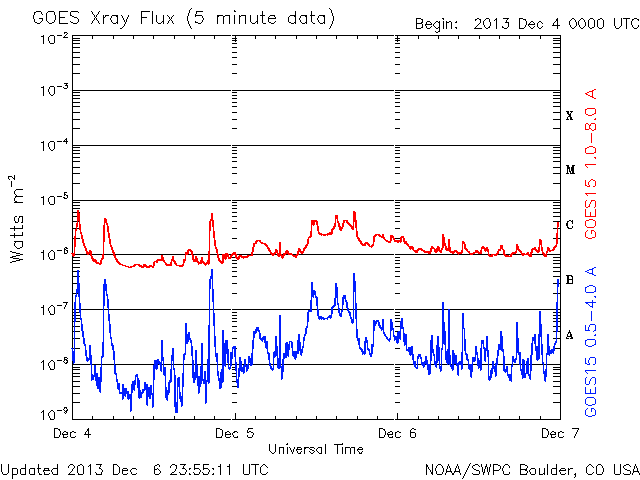 GOES Xray Flux (5 minute data)
Begin: 2013 Dec 4 0000 UTC
10⁻²
10⁻³
10⁻⁴
10⁻⁵
10⁻⁶
10⁻⁷
10⁻⁸
10⁻⁹
Watts m⁻²
X
M
C
B
A
GOES15 1.0-8.0 A
GOES15 0.5-4.0 A
Dec 4
Dec 5
Dec 6
Dec 7
Universal Time
Updated 2013 Dec 6 23:55:11 UTC
NOAA/SWPC Boulder, CO USA